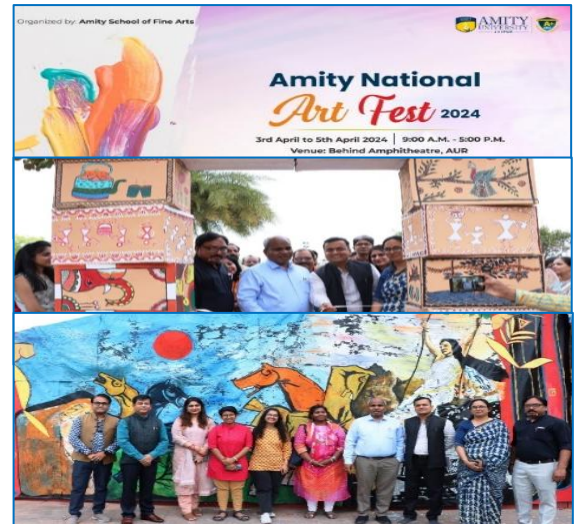 Organized by: Amity School of Fine Arts
AMITY
UNIVERSITY
Amity National
Art Fest 2024
3rd April to 5th April 2024 | 9:00 A.M. - 5:00 P.M.
Venue: Behind Amphitheatre, AUR